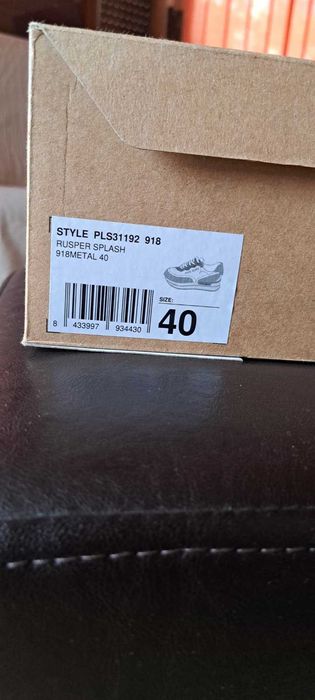 STYLE PLS31192 918
RUSPER SPLASH
918METAL 40
SIZE:
40
8 433997 934430